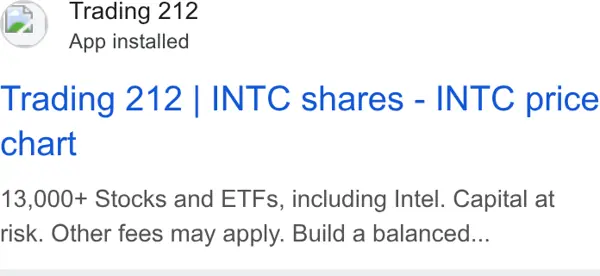 Trading 212
App installed
Trading 212 | INTC shares - INTC price
chart
13,000+ Stocks and ETFs, including Intel. Capital at
risk. Other fees may apply. Build a balanced...